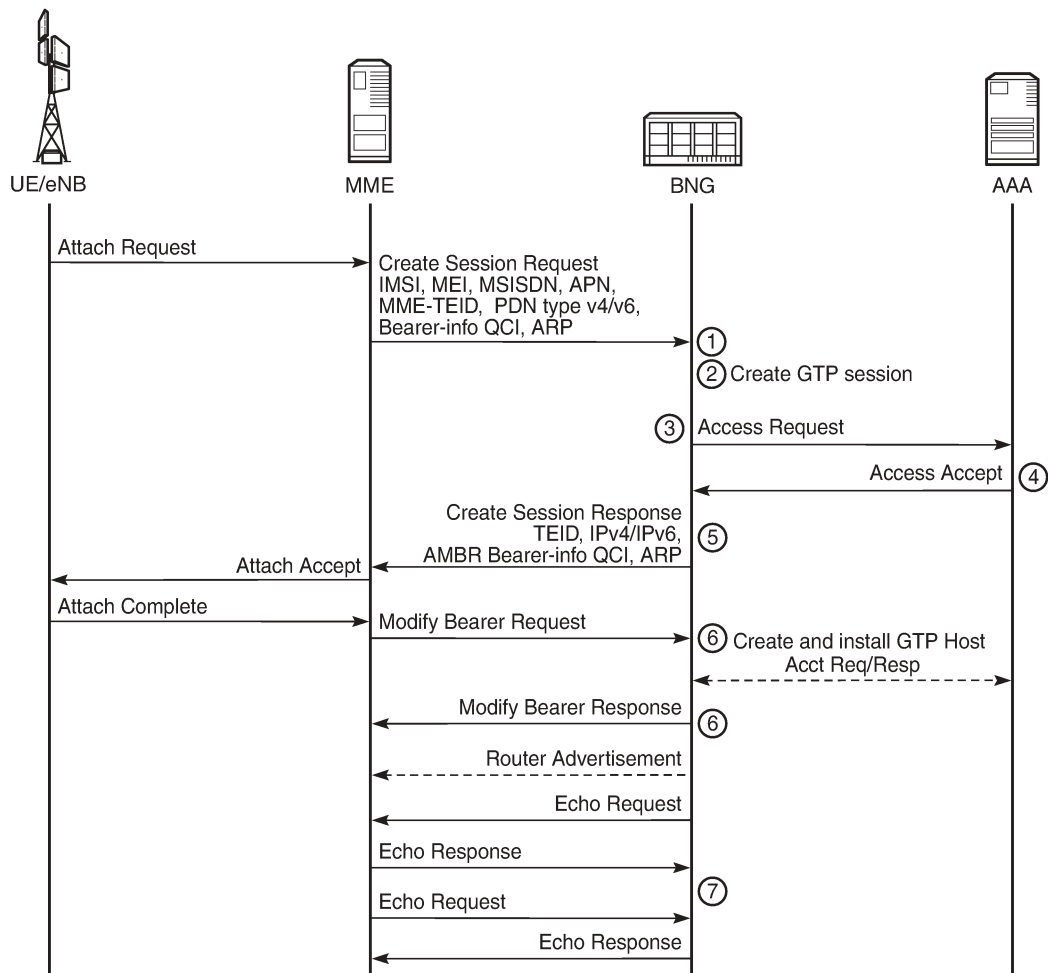 UE/eNB
MME
BNG
AAA
Attach Request
Create Session Request
IMSI, MEI, MSISDN, APN,
MME-TEID, PDN type v4/v6,
Bearer-info QCI, ARP
1
2 Create GTP session
3 Access Request
Access Accept 4
Create Session Response
TEID, IPv4/IPv6,
AMBR Bearer-info QCI, ARP
5
Attach Accept
Attach Complete
Modify Bearer Request
6 Create and install GTP Host
Acct Req/Resp
Modify Bearer Response 6
Router Advertisement
Echo Request
Echo Response
7
Echo Request
Echo Response